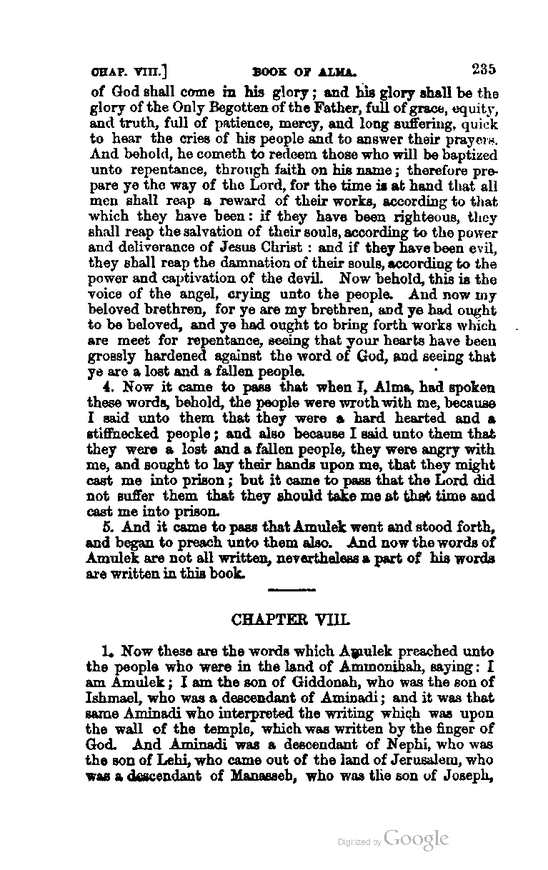 CHAP. VIII.] BOOK OF ALMA. 235
of God shall come in his glory; and his glory shall be the
glory of the Only Begotten of the Father, full of grace, equity,
and truth, full of patience, mercy, and long suffering, quick
to hear the cries of his people and to answer their prayers.
And behold, he cometh to redeem those who will be baptized
unto repentance, through faith on his name; therefore pre-
pare ye the way of the Lord, for the time is at hand that all
men shall reap a reward of their works, according to that
which they have been: if they have been righteous, they
shall reap the salvation of their souls, according to the power
and deliverance of Jesus Christ: and if they have been evil,
they shall reap the damnation of their souls, according to the
power and captivation of the devil. Now behold, this is the
voice of the angel, crying unto the people. And now my
beloved brethren, for ye are my brethren, and ye had ought
to be beloved, and ye had ought to bring forth works which
are meet for repentance, seeing that your hearts have been
grossly hardened against the word of God, and seeing that
ye are a lost and a fallen people.
4. Now it came to pass that when I, Alma, had spoken
these words, behold, the people were wroth with me, because
I said unto them that they were a hard hearted and a
stiffnecked people; and also because I said unto them that
they were a lost and a fallen people, they were angry with
me, and sought to lay their hands upon me, that they might
cast me into prison; but it came to pass that the Lord did
not suffer them that they should take me at that time and
cast me into prison.
5. And it came to pass that Amulek went and stood forth,
and began to preach unto them also. And now the words of
Amulek are not all written, nevertheless a part of his words
are written in this book.
CHAPTER VIII.
1. Now these are the words which Amulek preached unto
the people who were in the land of Ammonihah, saying: I
am Amulek; I am the son of Giddonah, who was the son of
Ishmael, who was a descendant of Aminadi; and it was that
same Aminadi who interpreted the writing which was upon
the wall of the temple, which was written by the finger of
God. And Aminadi was a descendant of Nephi, who was
the son of Lehi, who came out of the land of Jerusalem, who
was a descendant of Manasseh, who was the son of Joseph,
Digitized by Google